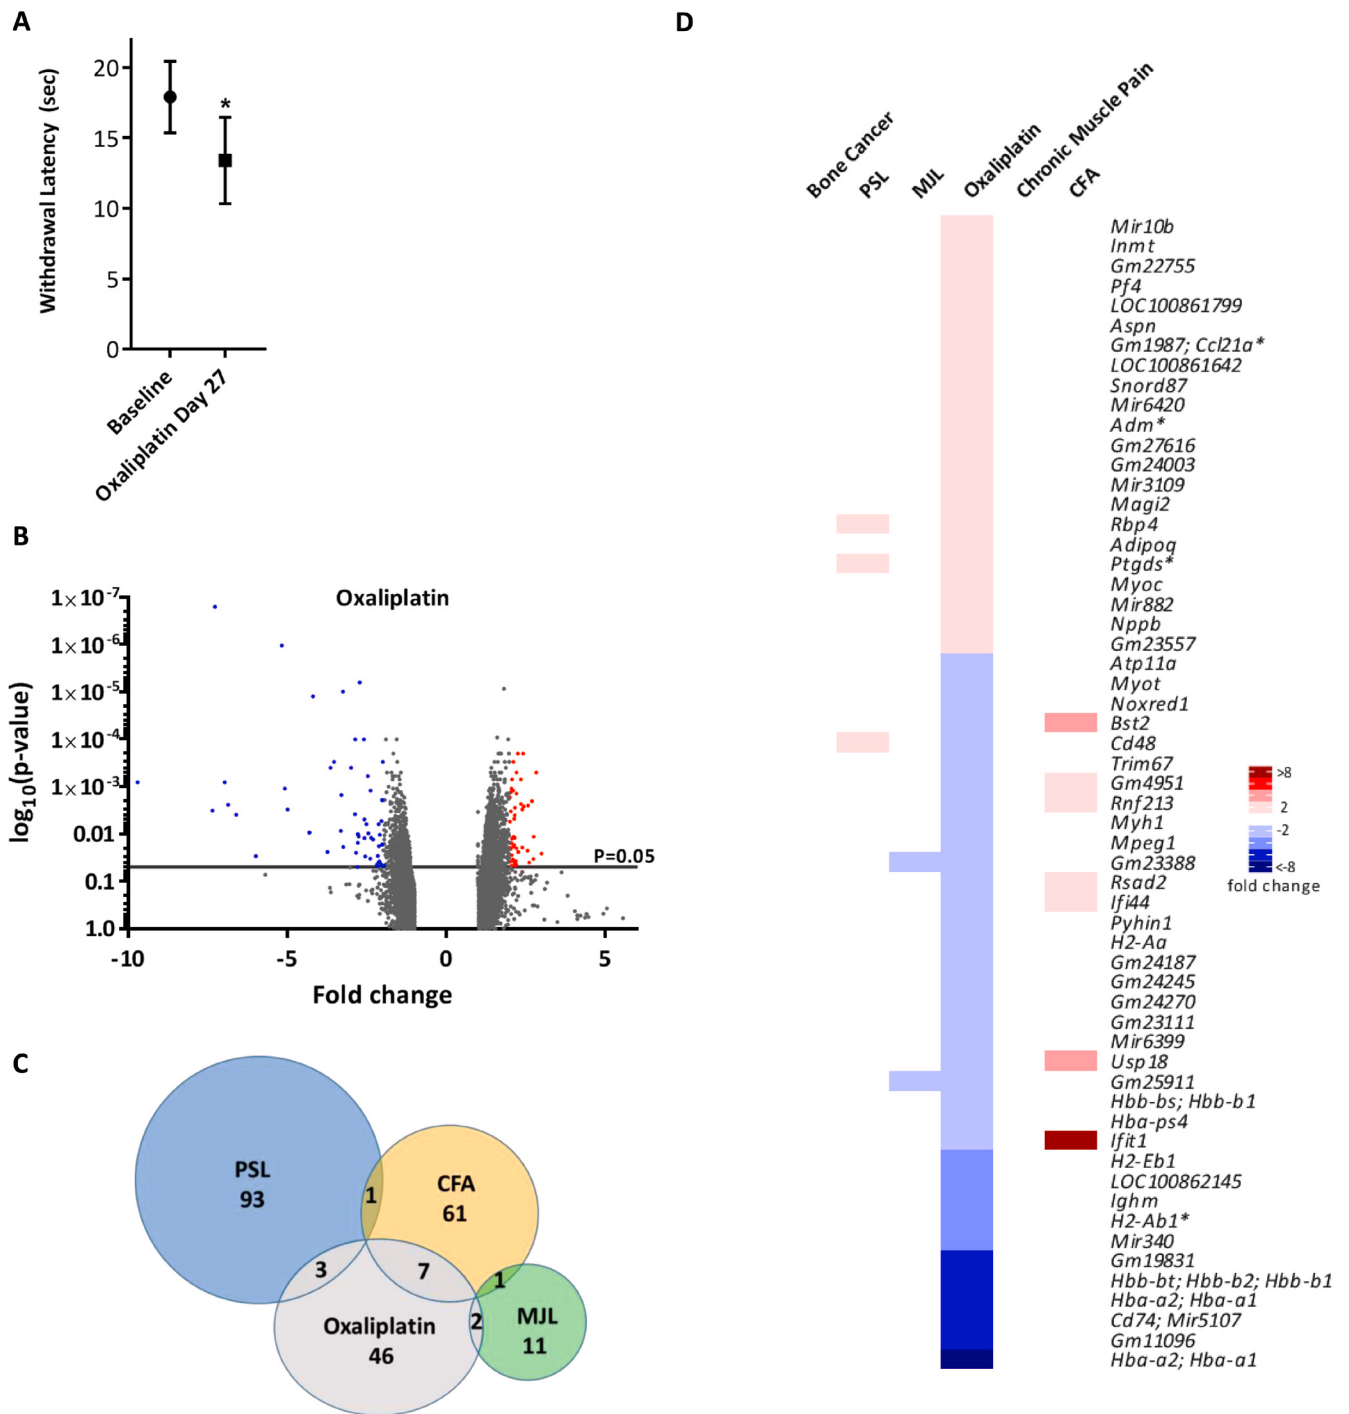 A
Withdrawal Latency (sec)
20
15
10
5
0
*
Baseline
Oxaliplatin Day 27
B
Oxaliplatin
log10(p-value)
1×10-7
1×10-6
1×10-5
1×10-4
1×10-3
0.01
0.1
1.0
P=0.05
-10
-5
0
5
Fold change
C
PSL
93
1
CFA
61
3
7
1
Oxaliplatin
46
2
MJL
11
D
Bone Cancer
PSL
MJL
Oxaliplatin
Chronic Muscle Pain
CFA
Mir10b
Inmt
Gm22755
Pf4
LOC100861799
Aspn
Gm1987; Ccl21a*
LOC100861642
Snord87
Mir6420
Adm*
Gm27616
Gm24003
Mir3109
Magi2
Rbp4
Adipoq
Ptgds*
Myoc
Mir882
Nppb
Gm23557
Atp11a
Myot
Noxred1
Bst2
Cd48
Trim67
Gm4951
Rnf213
Myh1
Mpeg1
Gm23388
Rsad2
Ifi44
Pyhin1
H2-Aa
Gm24187
Gm24245
Gm24270
Gm23111
Mir6399
Usp18
Gm25911
Hbb-bs; Hbb-b1
Hba-ps4
Ifit1
H2-Eb1
LOC100862145
Ighm
H2-Ab1*
Mir340
Gm19831
Hbb-bt; Hbb-b2; Hbb-b1
Hba-a2; Hba-a1
Cd74; Mir5107
Gm11096
Hba-a2; Hba-a1
>8
2
-2
<-8
fold change